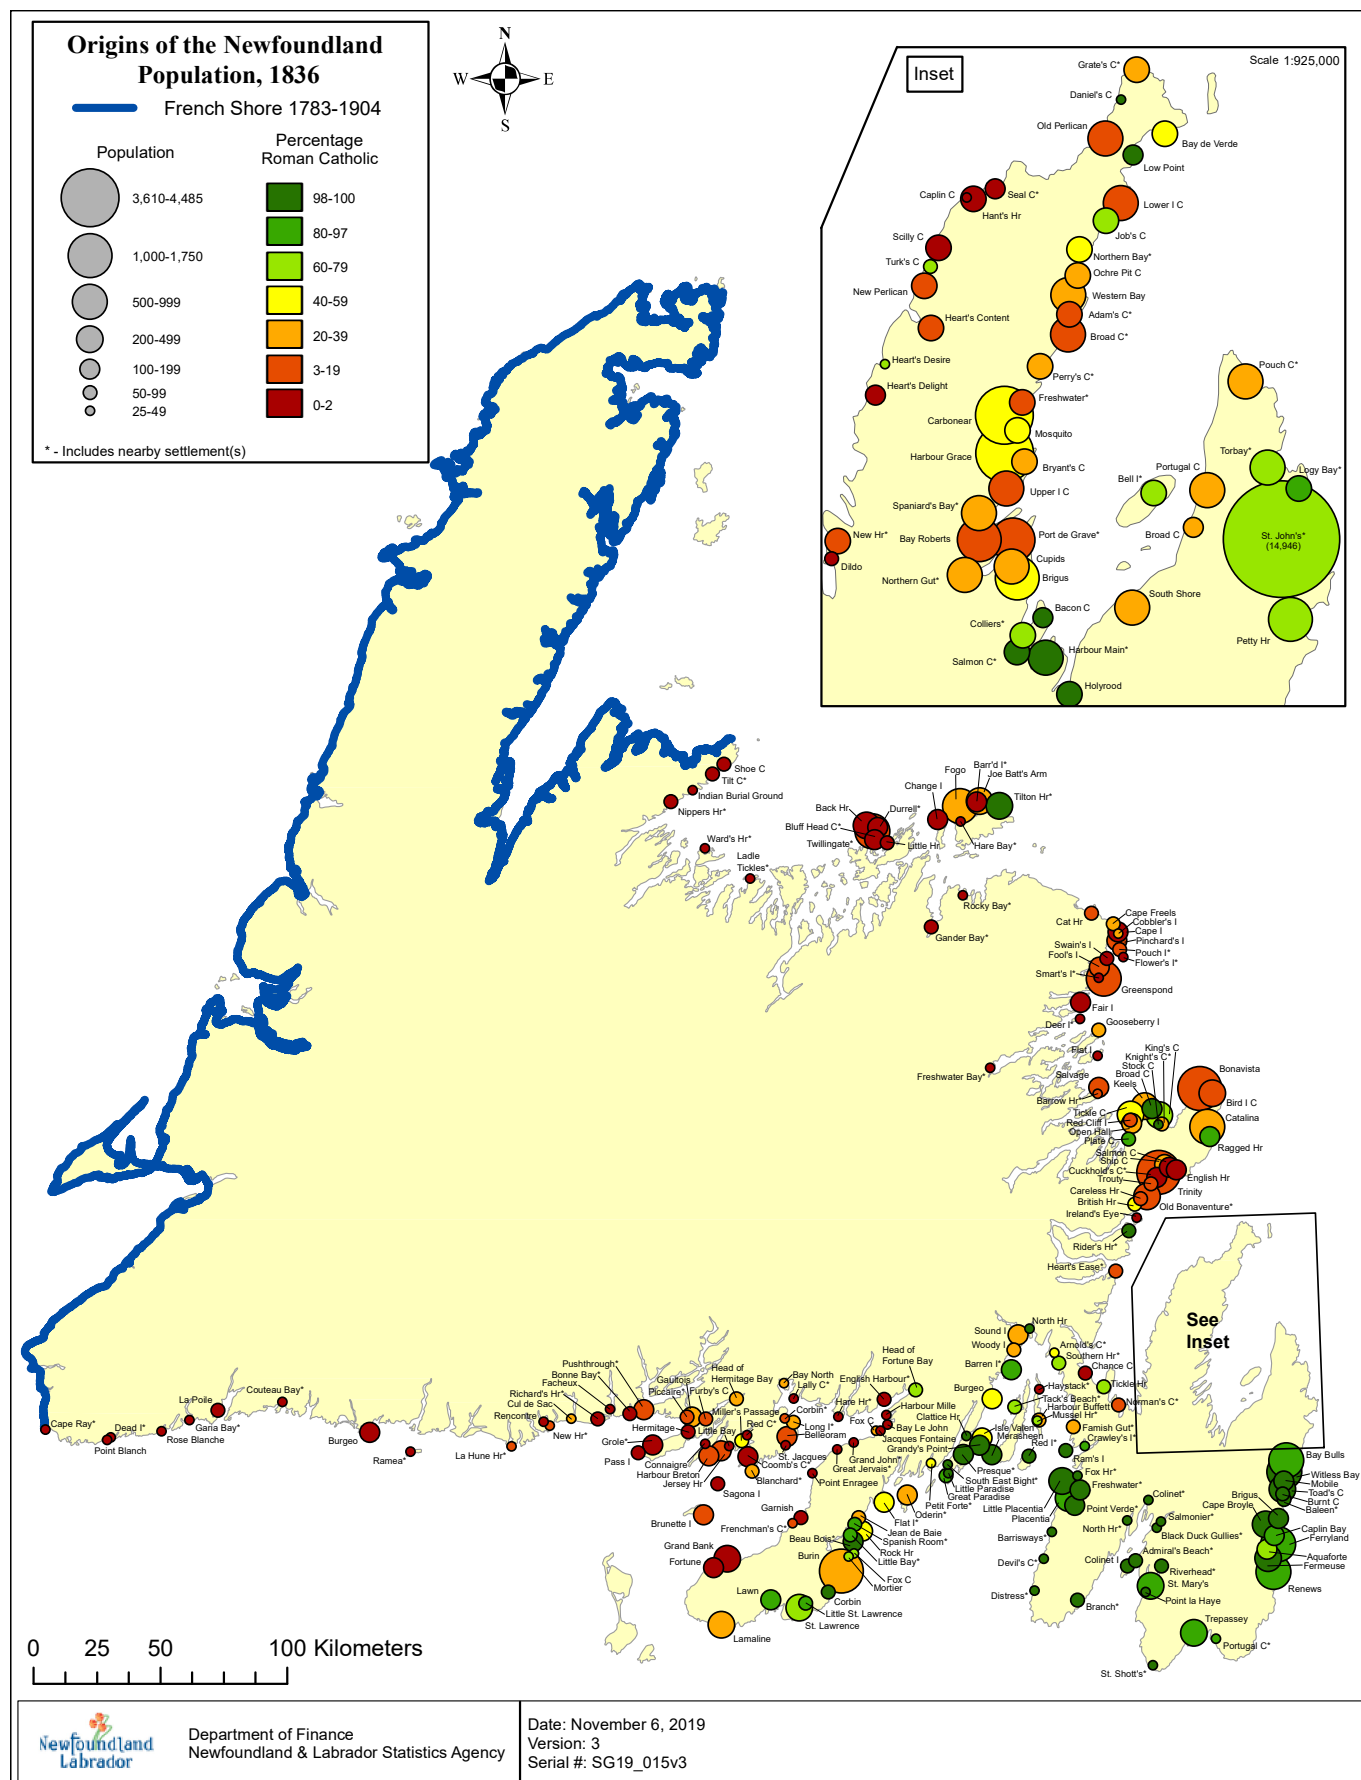 Origins of the Newfoundland
Population, 1836
French Shore 1783-1904
Population
3,610-4,485
1,000-1,750
500-999
200-499
100-199
50-99
25-49
Percentage
Roman Catholic
98-100
80-97
60-79
40-59
20-39
3-19
0-2
* - Includes nearby settlement(s)
N
W
E
S
Inset
Scale 1:925,000
Grate's C*
Daniel's C
Old Perlican
Bay de Verde
Low Point
Caplin C
Seal C*
Hant's Hr
Lower I C
Job's C
Scilly C
Turk's C
Northern Bay*
Ochre Pit C
New Perlican
Western Bay
Adam's C*
Heart's Content
Broad C*
Heart's Desire
Perry's C*
Pouch C*
Heart's Delight
Freshwater*
Carbonear
Mosquito
Harbour Grace
Bryant's C
Torbay*
Portugal C
Logy Bay*
Bell I*
Upper I C
Spaniard's Bay*
New Hr*
Bay Roberts
Port de Grave*
Broad C
St. John's*
(14,946)
Dildo
Cupids
Northern Gut*
Brigus
South Shore
Bacon C
Colliers*
Petty Hr
Salmon C*
Harbour Main*
Holyrood
Shoe C
Tilt C*
Indian Burial Ground
Nippers Hr*
Ward's Hr*
Ladle
Tickles*
Back Hr
Durrell*
Bluff Head C*
Twillingate*
Little Hr
Change I
Fogo
Barr'd I*
Joe Batt's Arm
Tilton Hr*
Hare Bay*
Rocky Bay*
Gander Bay*
Cat Hr
Cape Freels
Cobbler's I
Cape I
Pinchard's I
Pouch I*
Flower's I*
Swain's I
Fool's I
Smart's I*
Greenspond
Fair I
Deer I*
Gooseberry I
Flat I
Freshwater Bay*
Salvage
Barrow Hr*
King's C
Knight's C*
Stock C
Broad C
Keels
Bonavista
Bird I C
Tickle C
Red Cliff I
Open Hall
Plate C
Catalina
Ragged Hr
Salmon C
Ship C
Cuckhold's C*
Trouty
English Hr
Trinity
Careless Hr
British Hr
Old Bonaventure*
Ireland's Eye
Rider's Hr*
Heart's Ease*
See
Inset
Sound I
North Hr
Woody I
Arnold's C*
Southern Hr*
Barren I*
Chance C
Haystack*
Tickle Hr
Burgeo
Tack's Beach*
Harbour Buffett
Norman's C*
Mussel Hr*
Famish Gut*
Isle Valen
Merasheen
Crawley's I*
Red I*
Ram's I
Presque*
South East Bight*
Little Paradise
Great Paradise
Petit Forte*
Fox Hr*
Freshwater*
Little Placentia
Placentia
Point Verde*
Colinet*
Salmonier*
North Hr*
Black Duck Gullies*
Barrisways*
Admiral's Beach*
Devil's C*
Colinet I
Riverhead*
Distress*
Branch*
St. Mary's
Point la Haye
Trepassey
Portugal C*
St. Shott's*
Bay Bulls
Witless Bay
Mobile
Toad's C
Burnt C
Baleen*
Brigus
Cape Broyle
Caplin Bay
Ferryland
Aquaforte
Fermeuse
Renews
Head of
Fortune Bay
English Harbour*
Harbour Mille
Clattice Hr
Bay Le John
Jacques Fontaine
Grandy's Point
Fox C
Hare Hr*
Grand John*
Great Jervais*
Point Enragee
Bay North
Lally C*
Corbin*
Long I*
Belleoram
St. Jacques
Head of
Hermitage Bay
Miller's Passage
Red C*
Coomb's C*
Blanchard*
Gaultois
Piccaire*
Furby's C
Pushthrough*
Bonne Bay*
Facheux
Richard's Hr*
Cul de Sac
Rencontre
New Hr*
La Hune Hr*
Hermitage
Grole*
Little Bay
Pass I
Connaigre
Harbour Breton
Jersey Hr
Sagona I
Brunette I
Garnish
Frenchman's C*
Grand Bank
Fortune
Flat I*
Oderin*
Jean de Baie
Spanish Room*
Beau Bois*
Rock Hr
Little Bay*
Burin
Fox C
Mortier
Lawn
Corbin
Little St. Lawrence
St. Lawrence
Lamaline
Cape Ray*
Dead I*
Point Blanch
Rose Blanche
La Poile
Garia Bay*
Couteau Bay*
Burgeo
Ramea*
0 25 50 100 Kilometers
Newfoundland
Labrador
Department of Finance
Newfoundland & Labrador Statistics Agency
Date: November 6, 2019
Version: 3
Serial #: SG19_015v3